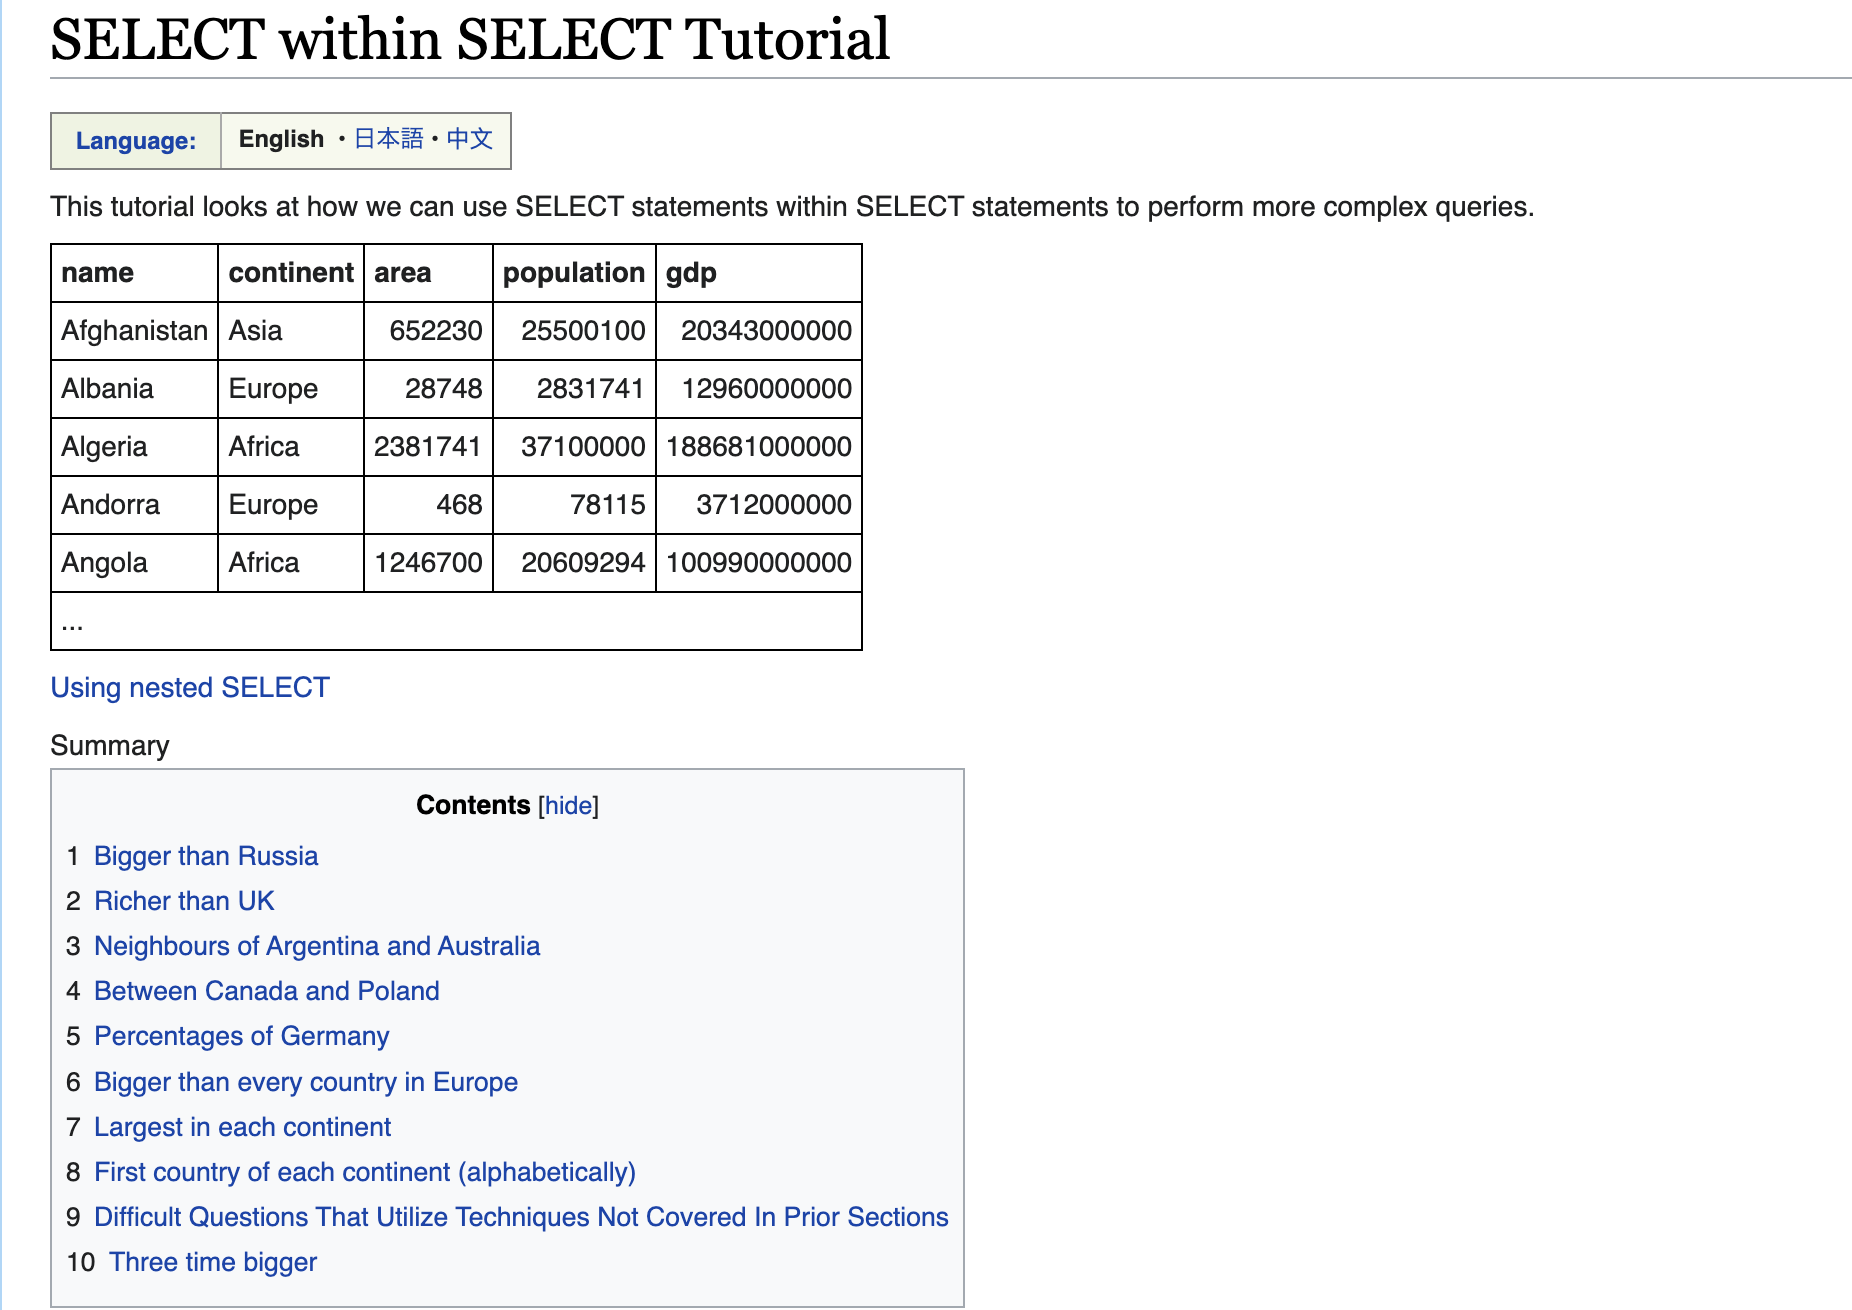 SELECT within SELECT Tutorial
Language: English • 日本語 • 中文
This tutorial looks at how we can use SELECT statements within SELECT statements to perform more complex queries.
name continent area population gdp
Afghanistan Asia 652230 25500100 20343000000
Albania Europe 28748 2831741 12960000000
Algeria Africa 2381741 37100000 188681000000
Andorra Europe 468 78115 3712000000
Angola Africa 1246700 20609294 100990000000
...
Using nested SELECT
Summary
Contents [hide]
1 Bigger than Russia
2 Richer than UK
3 Neighbours of Argentina and Australia
4 Between Canada and Poland
5 Percentages of Germany
6 Bigger than every country in Europe
7 Largest in each continent
8 First country of each continent (alphabetically)
9 Difficult Questions That Utilize Techniques Not Covered In Prior Sections
10 Three time bigger